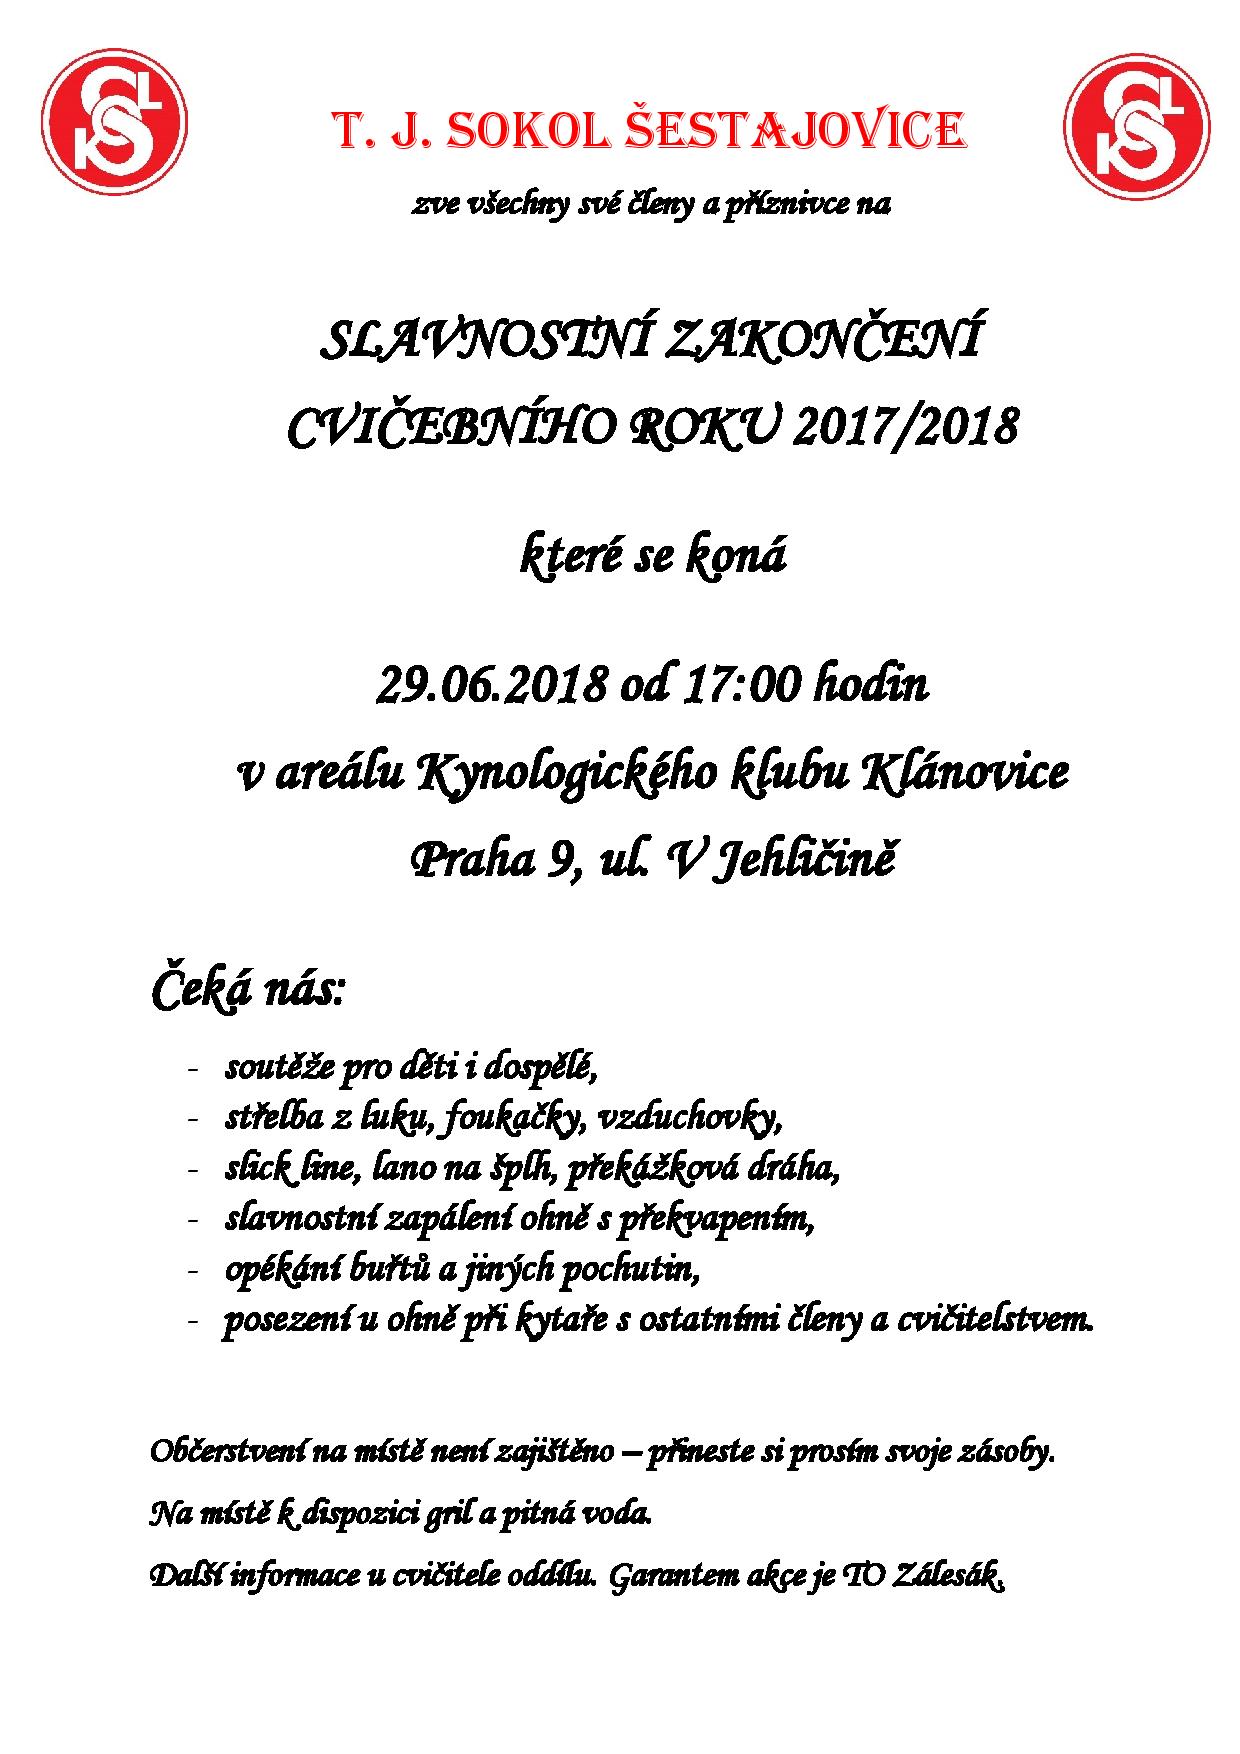 T. J. SOKOL ŠESTAJOVICE
zve všechny své členy a příznivce na
SLAVNOSTNÍ ZAKONČENÍ
CVIČEBNÍHO ROKU 2017/2018
které se koná
29.06.2018 od 17:00 hodin
v areálu Kynologického klubu Klánovice
Praha 9, ul. V Jehličině
Čeká nás:
- soutěže pro děti i dospělé,
- střelba z luku, foukačky, vzduchovky,
- slick line, lano na šplh, překážková dráha,
- slavnostní zapálení ohně s překvapením,
- opékání buřtů a jiných pochutin,
- posezení u ohně při kytaře s ostatními členy a cvičitelstvem.
Občerstvení na místě není zajištěno – přineste si prosím svoje zásoby.
Na místě k dispozici gril a pitná voda.
Další informace u cvičitele oddílu. Garantem akce je TO Zálesák.